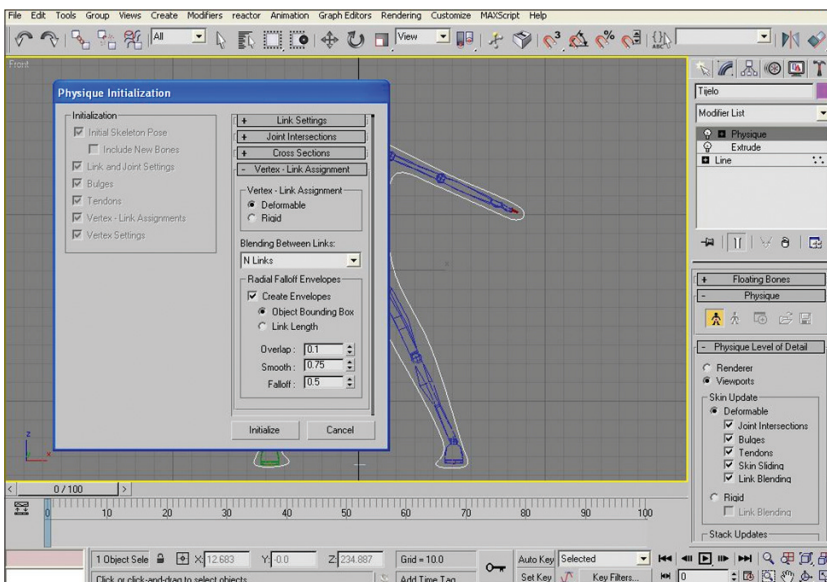 File Edit Tools Group Views Create Modifiers reactor Animation Graph Editors Rendering Customize MAXScript Help
All
View
Front
Physique Initialization
Initialization
Initial Skeleton Pose
Include New Bones
Link and Joint Settings
Bulges
Tendons
Vertex - Link Assignments
Vertex Settings
+ Link Settings
+ Joint Intersections
+ Cross Sections
- Vertex - Link Assignment
Vertex - Link Assignment
Deformable
Rigid
Blending Between Links:
N Links
Radial Falloff Envelopes
Create Envelopes
Object Bounding Box
Link Length
Overlap: 0.1
Smooth: 0.75
Falloff: 0.5
Initialize Cancel
z
x
Tijelo
Modifier List
Physique
Extrude
Line
+ Floating Bones
- Physique
- Physique Level of Detail
Renderer
Viewports
Skin Update
Deformable
Joint Intersections
Bulges
Tendons
Skin Sliding
Link Blending
Rigid
Link Blending
Stack Updates
< 0 / 100 >
0 10 20 30 40 50 60 70 80 90 100
1 Object Sele X: 12.683 Y: -0.0 Z: 234.887 Grid = 10.0 Auto Key Selected
Click or click-and-drag to select objects Add Time Tag Set Key Key Filters... 0